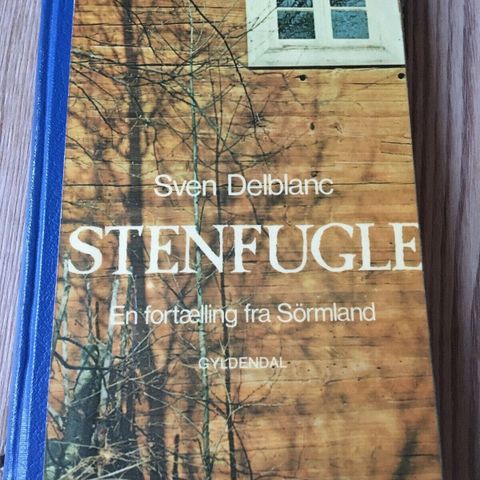 Sven Delblanc
STENFUGLE
En fortælling fra Sörmland
GYLDENDAL